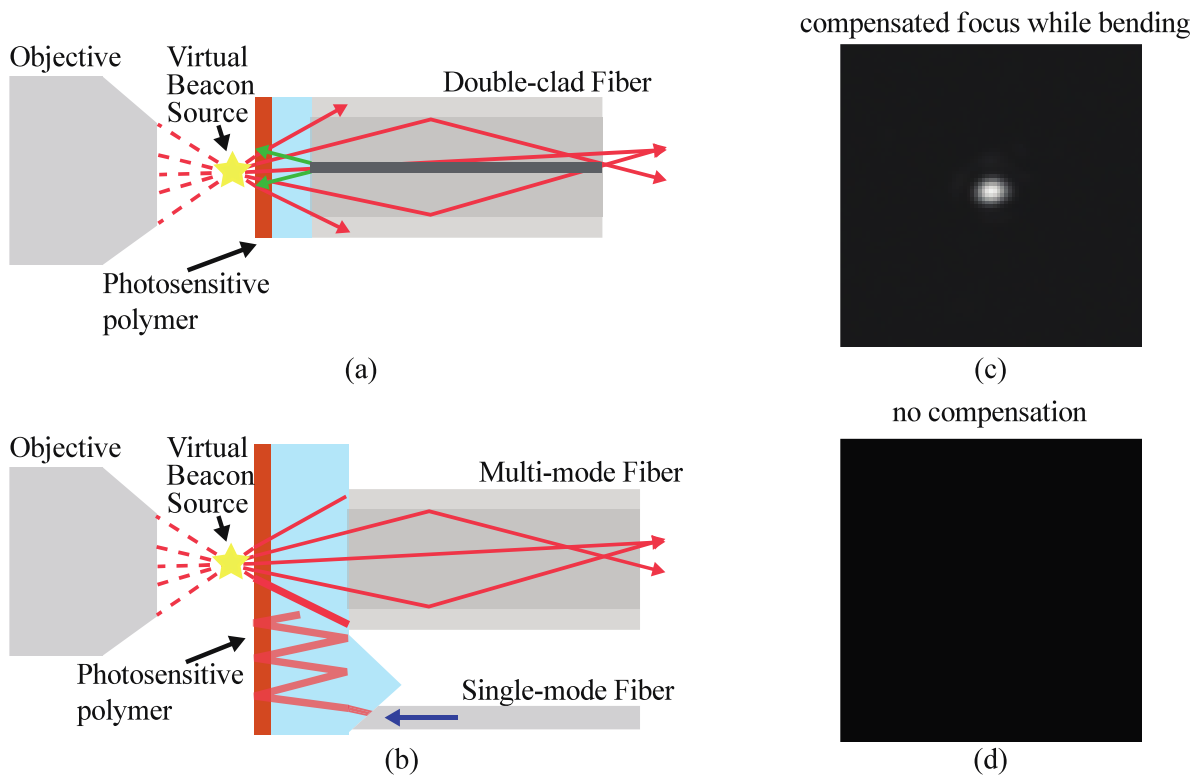 Objective
Virtual
Beacon
Source
Double-clad Fiber
Photosensitive
polymer
(a)
compensated focus while bending
(c)
Objective
Virtual
Beacon
Source
Multi-mode Fiber
Photosensitive
polymer
Single-mode Fiber
(b)
no compensation
(d)